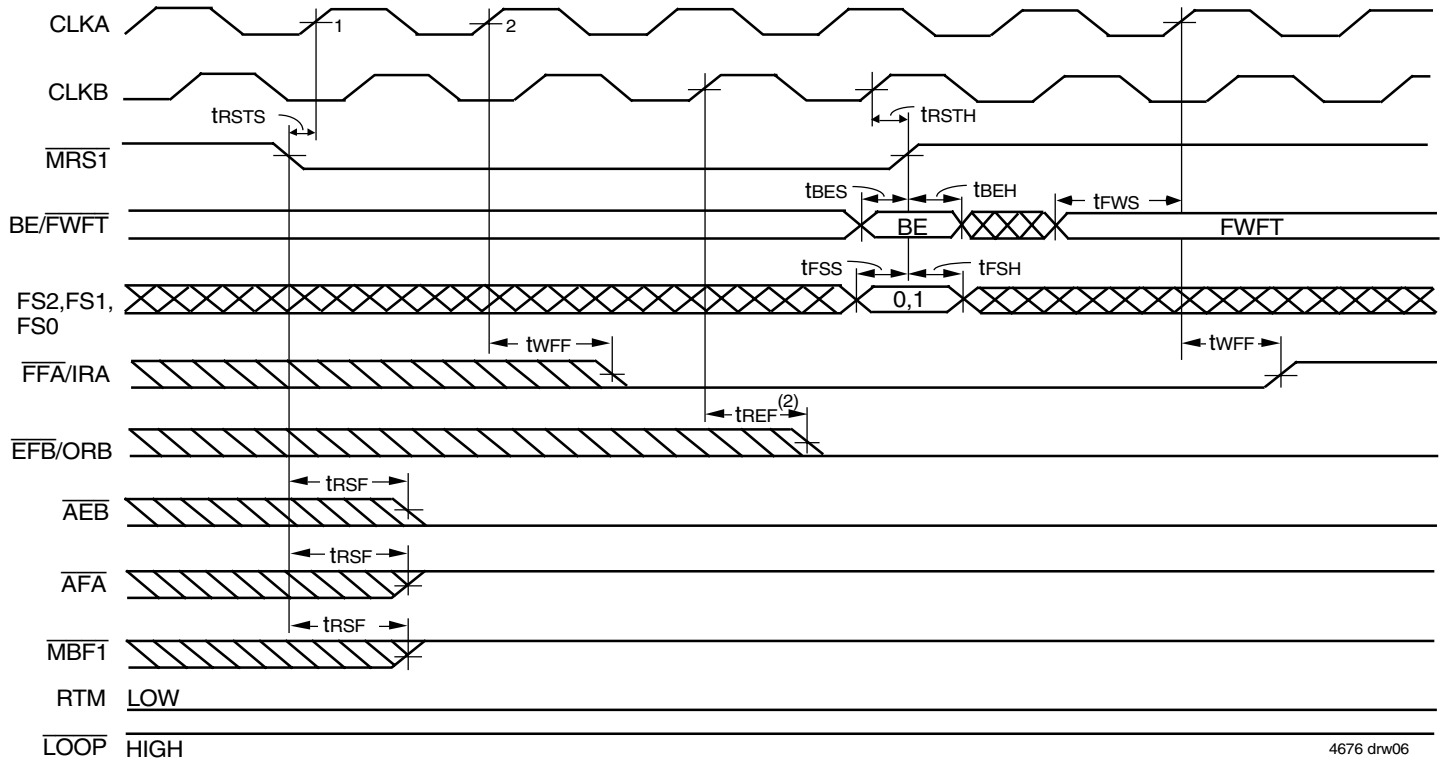 CLKA
1
2
CLKB
tRSTS
tRSTH
MRS1
tBES
tBEH
tFWS
BE/FWFT
BE
FWFT
tFSS
tFSH
FS2,FS1,
FS0
0,1
tWFF
tWFF
FFA/IRA
tREF(2)
EFB/ORB
tRSF
AEB
tRSF
AFA
tRSF
MBF1
RTM LOW
LOOP HIGH
4676 drw06